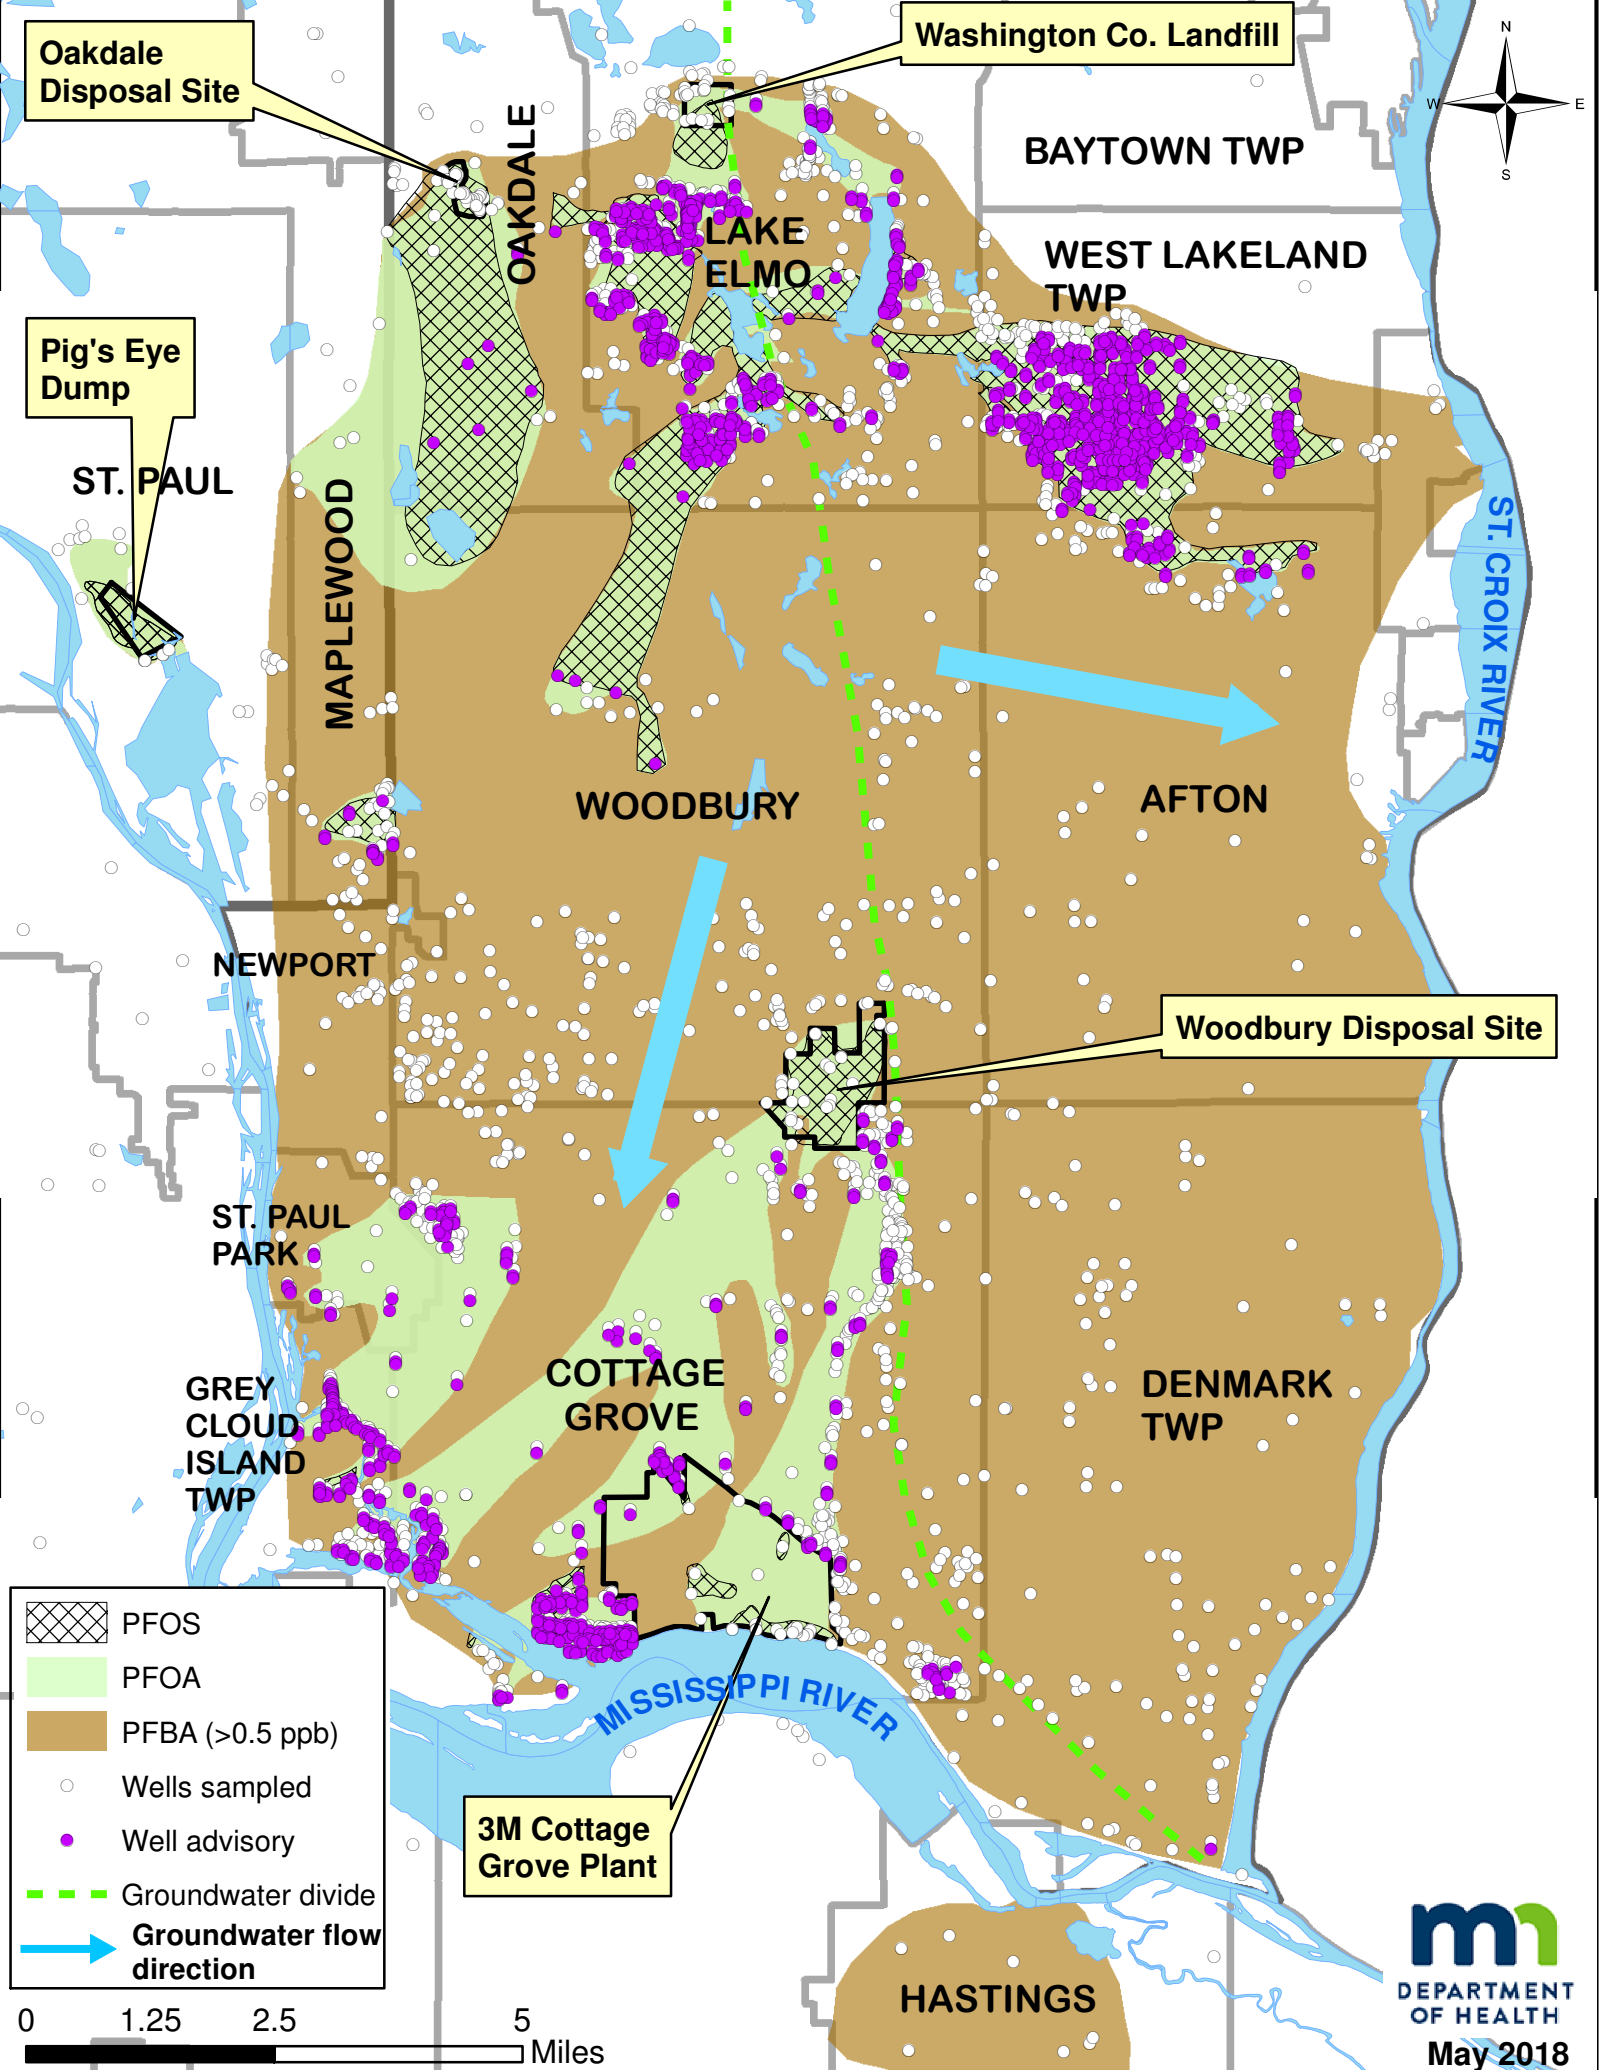 Oakdale
Disposal Site
Washington Co. Landfill
N
W
E
S
OAKDALE
BAYTOWN TWP
LAKE
ELMO
WEST LAKELAND
TWP
Pig's Eye
Dump
ST. PAUL
MAPLEWOOD
ST. CROIX RIVER
WOODBURY
AFTON
NEWPORT
Woodbury Disposal Site
ST. PAUL
PARK
COTTAGE
GROVE
GREY
CLOUD
ISLAND
TWP
DENMARK
TWP
MISSISSIPPI RIVER
3M Cottage
Grove Plant
PFOS
PFOA
PFBA (>0.5 ppb)
Wells sampled
Well advisory
Groundwater divide
Groundwater flow
direction
0 1.25 2.5 5
Miles
HASTINGS
mn
DEPARTMENT
OF HEALTH
May 2018